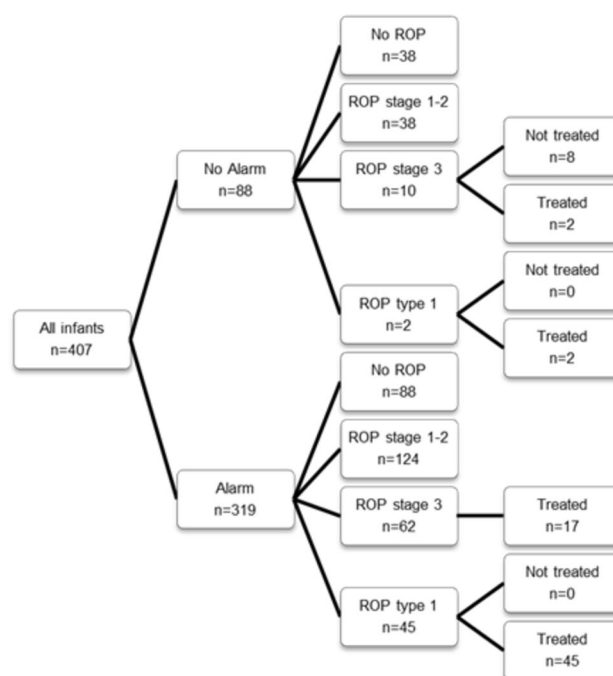 All infants
n=407
No Alarm
n=88
No ROP
n=38
ROP stage 1-2
n=38
ROP stage 3
n=10
Not treated
n=8
Treated
n=2
ROP type 1
n=2
Not treated
n=0
Treated
n=2
Alarm
n=319
No ROP
n=88
ROP stage 1-2
n=124
ROP stage 3
n=62
Treated
n=17
ROP type 1
n=45
Not treated
n=0
Treated
n=45